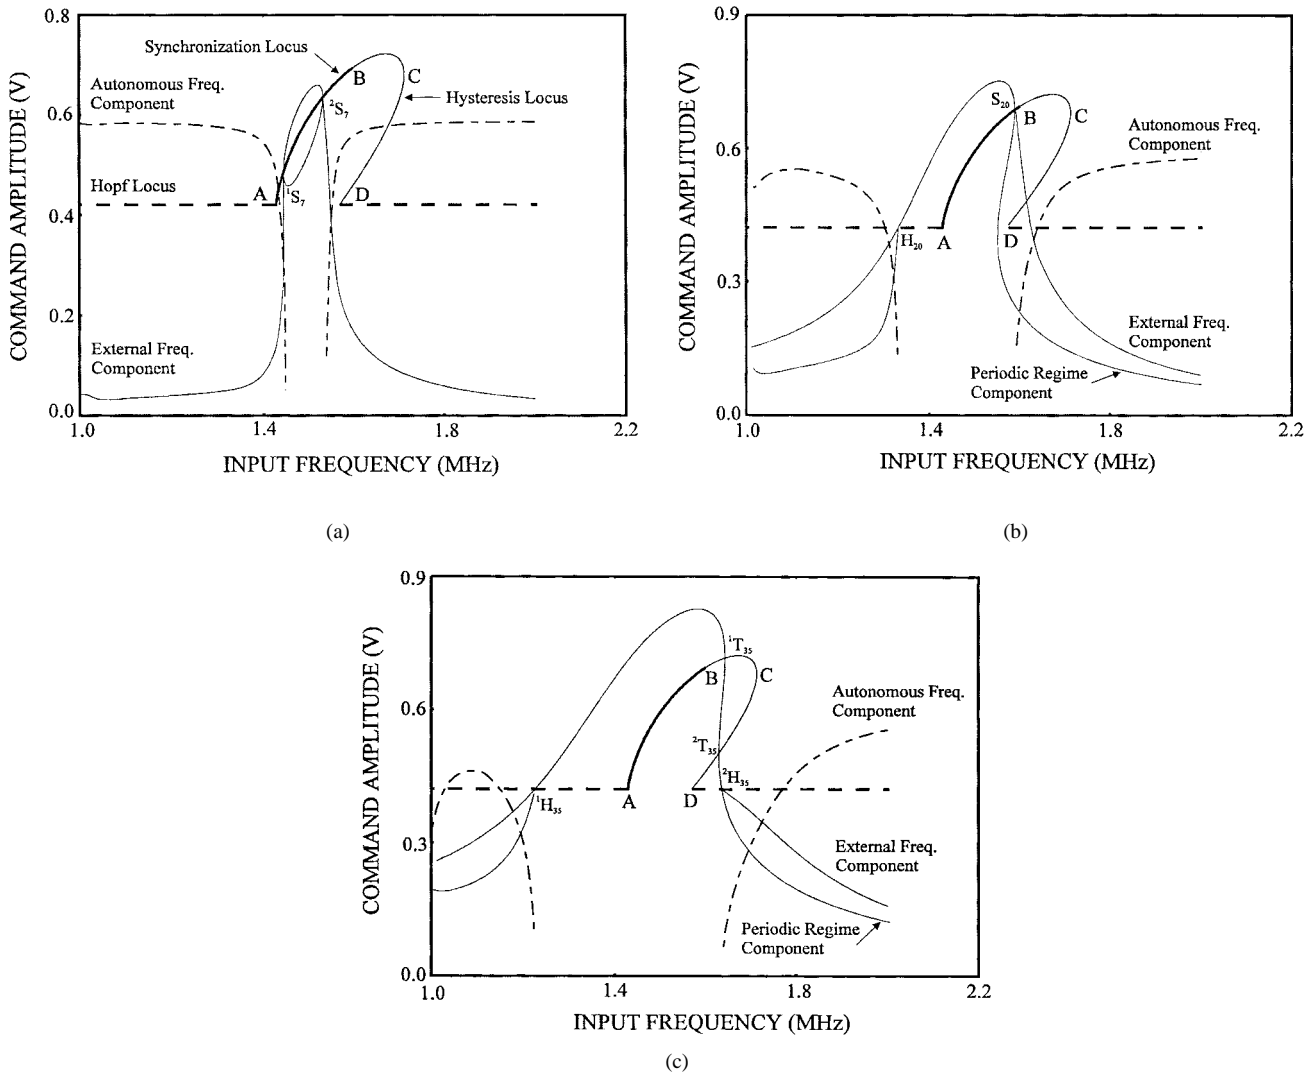 0.8
0.6
0.4
0.2
0.0
COMMAND AMPLITUDE (V)
Synchronization Locus
Autonomous Freq.
Component
Hopf Locus
External Freq.
Component
Hysteresis Locus
A
B
C
D
¹S₇
²S₇
1.0
1.4
1.8
2.2
INPUT FREQUENCY (MHz)
(a)
0.9
0.6
0.3
0.0
COMMAND AMPLITUDE (V)
S₂₀
B
C
Autonomous Freq.
Component
H₂₀
A
D
External Freq.
Component
Periodic Regime
Component
1.0
1.4
1.8
2.2
INPUT FREQUENCY (MHz)
(b)
0.9
0.6
0.3
0.0
COMMAND AMPLITUDE (V)
¹T₃₅
B
C
Autonomous Freq.
Component
²T₃₅
²H₃₅
¹H₃₅
A
D
External Freq.
Component
Periodic Regime
Component
1.0
1.4
1.8
2.2
INPUT FREQUENCY (MHz)
(c)